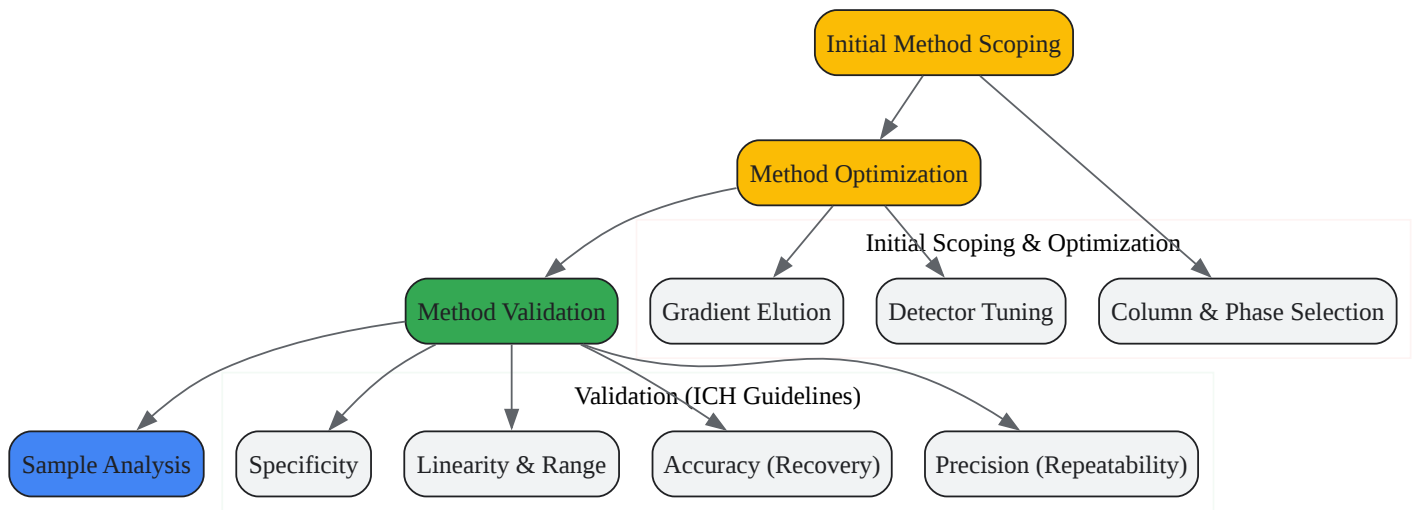 Initial Method Scoping
Method Optimization
Initial Scoping & Optimization
Method Validation
Gradient Elution
Detector Tuning
Column & Phase Selection
Validation (ICH Guidelines)
Sample Analysis
Specificity
Linearity & Range
Accuracy (Recovery)
Precision (Repeatability)